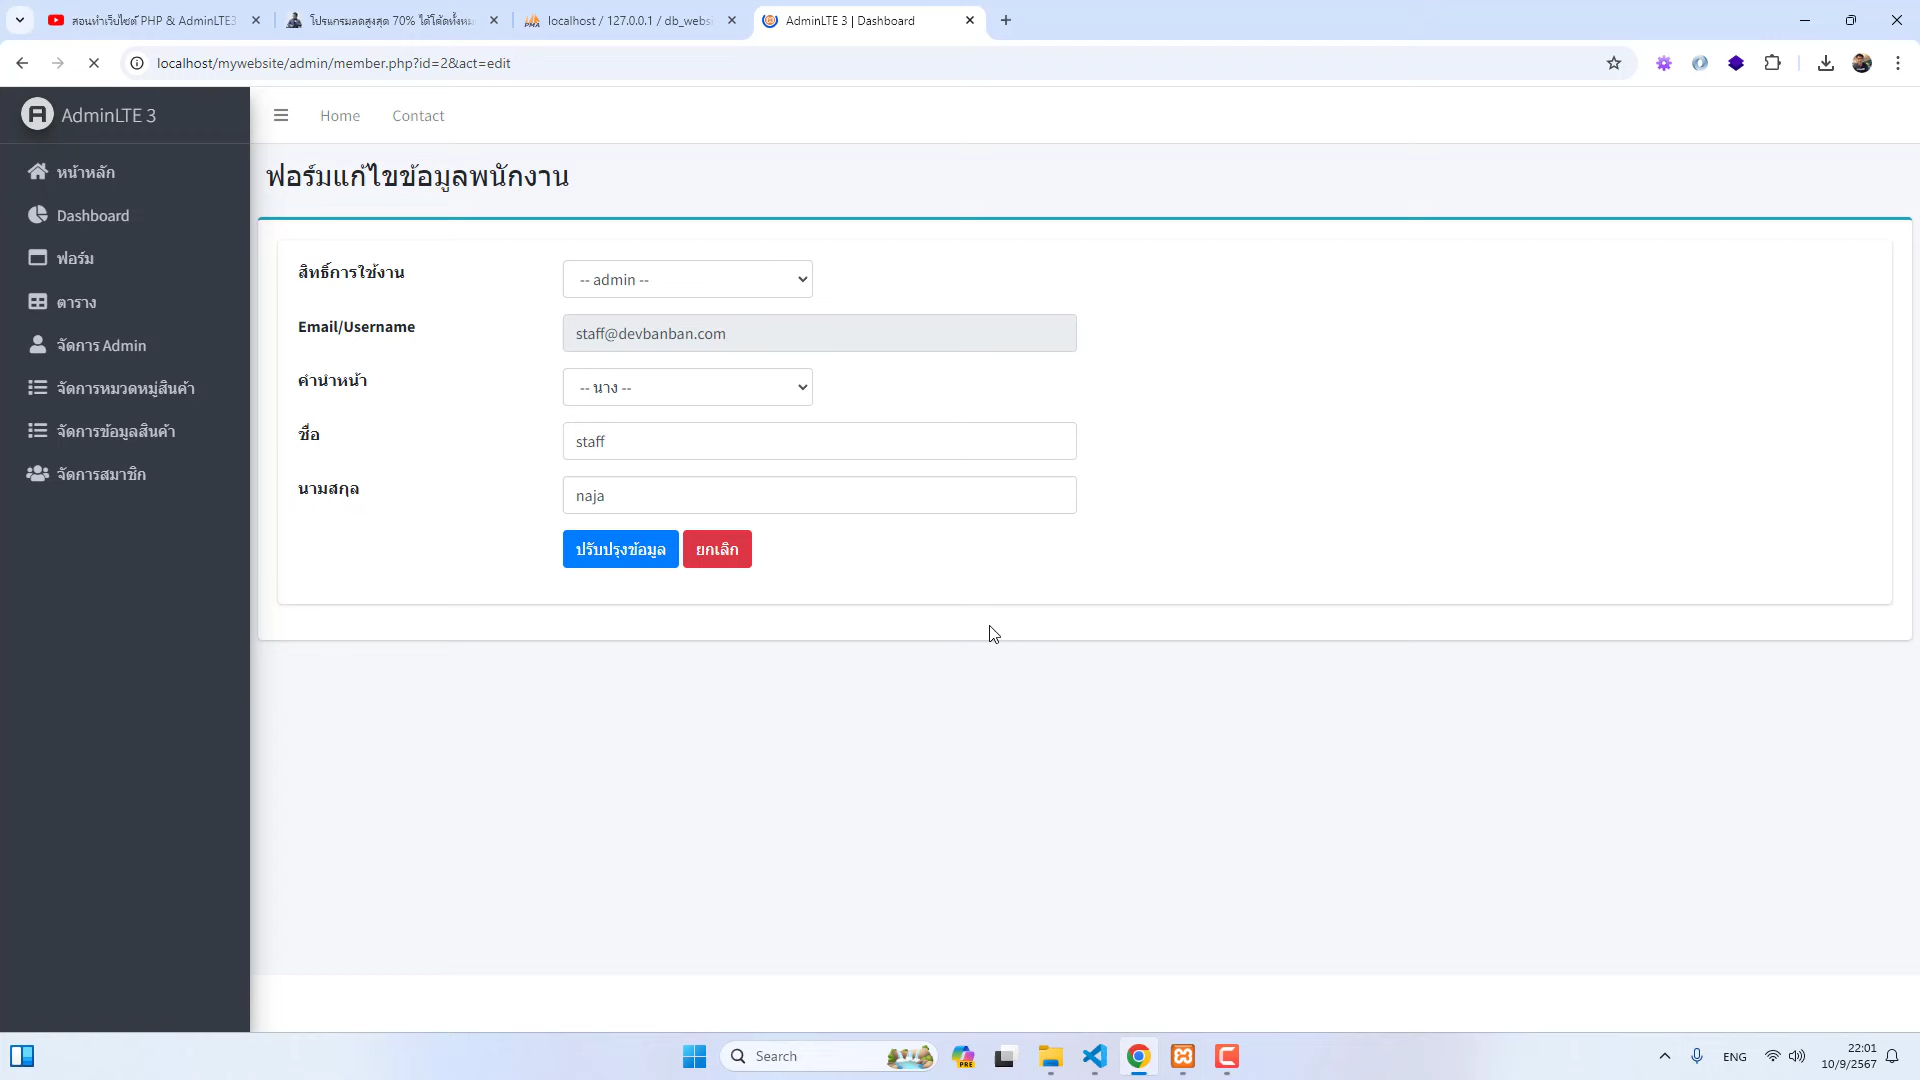 สอนทำเว็บไซต์ PHP & AdminLTE3
โปรแกรมลดสูงสุด 70% ได้โค้ดทั้งหม
localhost / 127.0.0.1 / db_webs
AdminLTE 3 | Dashboard
localhost/mywebsite/admin/member.php?id=2&act=edit
AdminLTE 3
Home
Contact
หน้าหลัก
Dashboard
ฟอร์ม
ตาราง
จัดการ Admin
จัดการหมวดหมู่สินค้า
จัดการข้อมูลสินค้า
จัดการสมาชิก
ฟอร์มแก้ไขข้อมูลพนักงาน
สิทธิ์การใช้งาน
-- admin --
Email/Username
staff@devbanban.com
คำนำหน้า
-- นาง --
ชื่อ
staff
นามสกุล
naja
ปรับปรุงข้อมูล
ยกเลิก
Search
PRE
ENG
22:01
10/9/2567